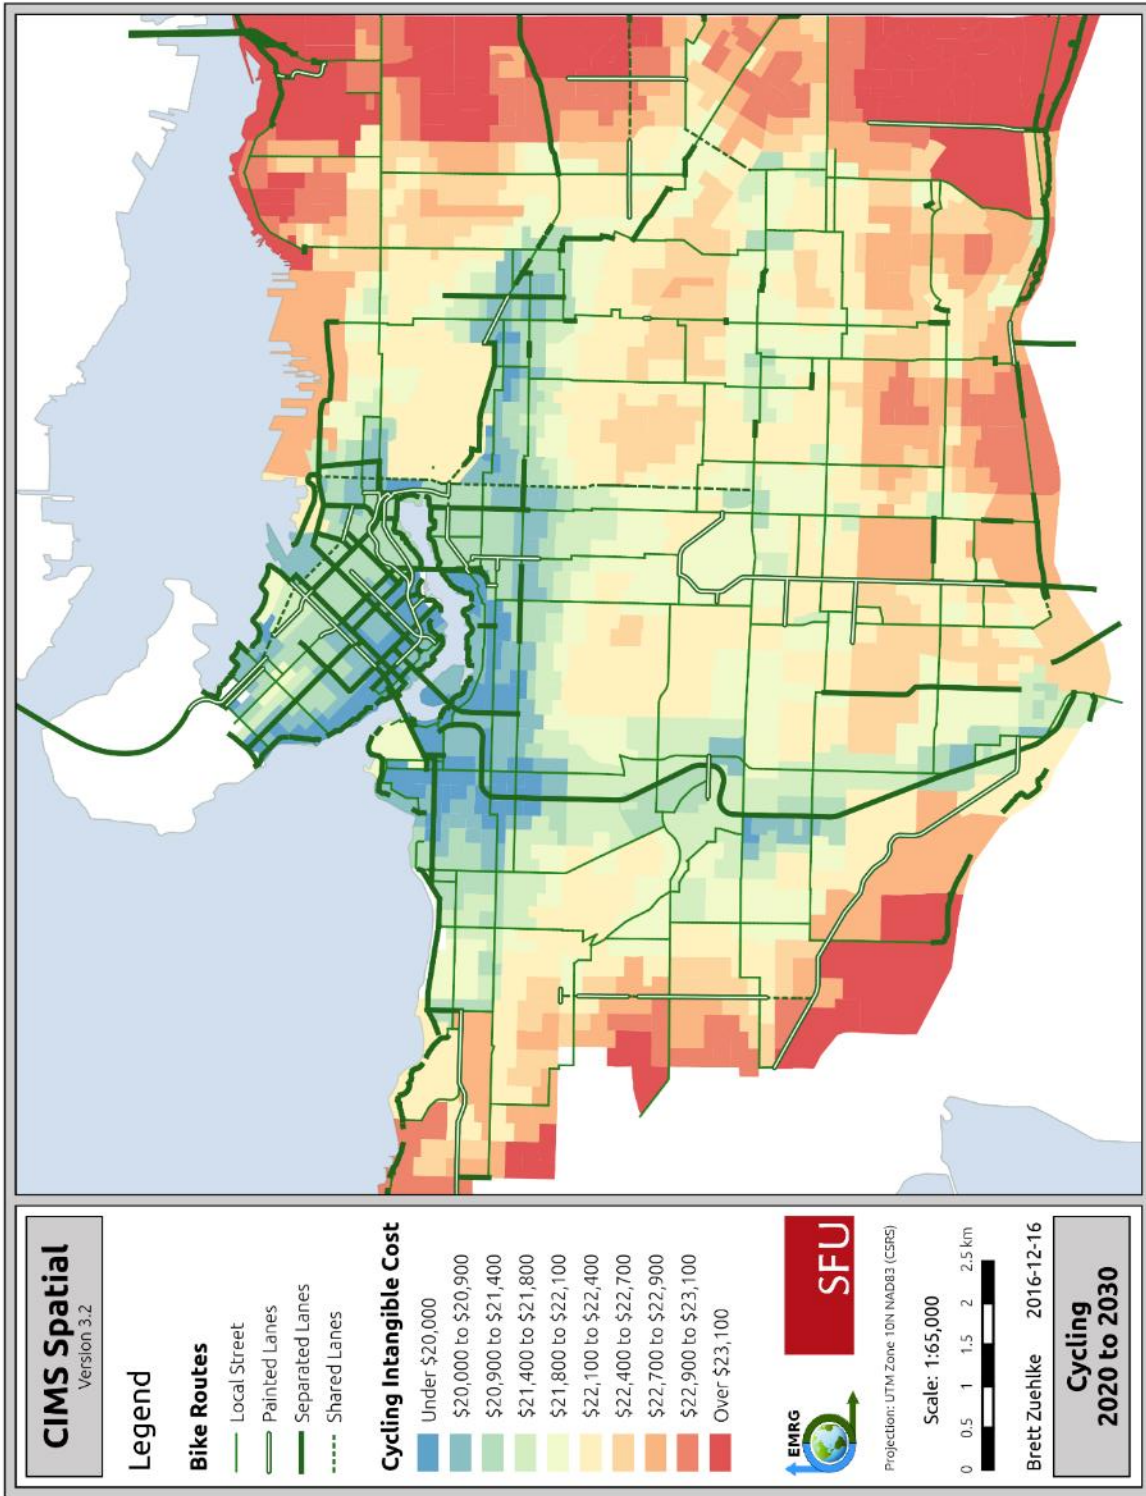 CIMS Spatial
Version 3.2
Legend
Bike Routes
Local Street
Painted Lanes
Separated Lanes
Shared Lanes
Cycling Intangible Cost
Under $20,000
$20,000 to $20,900
$20,900 to $21,400
$21,400 to $21,800
$21,800 to $22,100
$22,100 to $22,400
$22,400 to $22,700
$22,700 to $22,900
$22,900 to $23,100
Over $23,100
EMRG
SFU
Projection: UTM Zone 10N NAD83 (CSRS)
Scale: 1:65,000
0 0.5 1 1.5 2 2.5 km
Brett Zuehlke 2016-12-16
Cycling
2020 to 2030